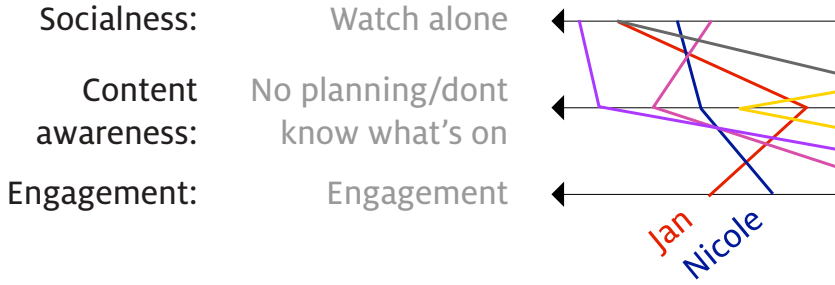 Socialness: Watch alone
Content No planning/dont
awareness: know what's on
Engagement: Engagement
Jan
Nicole